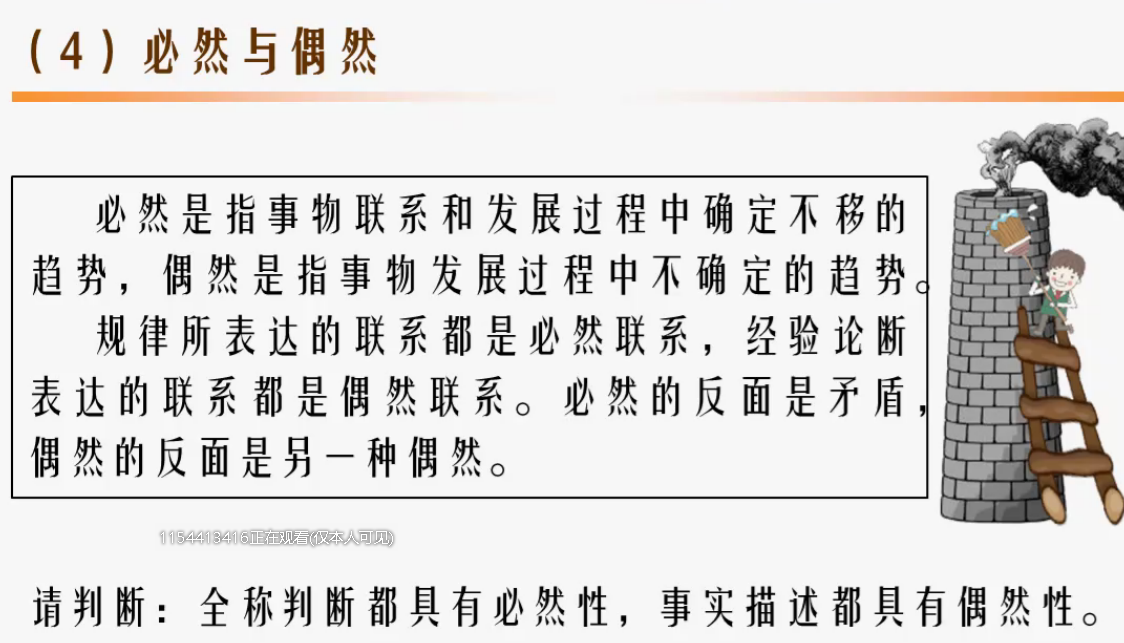 （4）必然与偶然
必然是指事物联系和发展过程中确定不移的
趋势，偶然是指事物发展过程中不确定的趋势。
规律所表达的联系都是必然联系，经验论断
表达的联系都是偶然联系。必然的反面是矛盾，
偶然的反面是另一种偶然。
1154413416正在观看(仅本人可见)
请判断：全称判断都具有必然性，事实描述都具有偶然性。